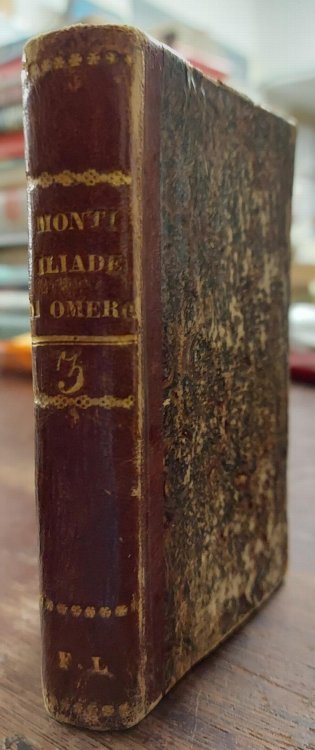 MONTI
ILIADE
DI OMERO
3
F. L